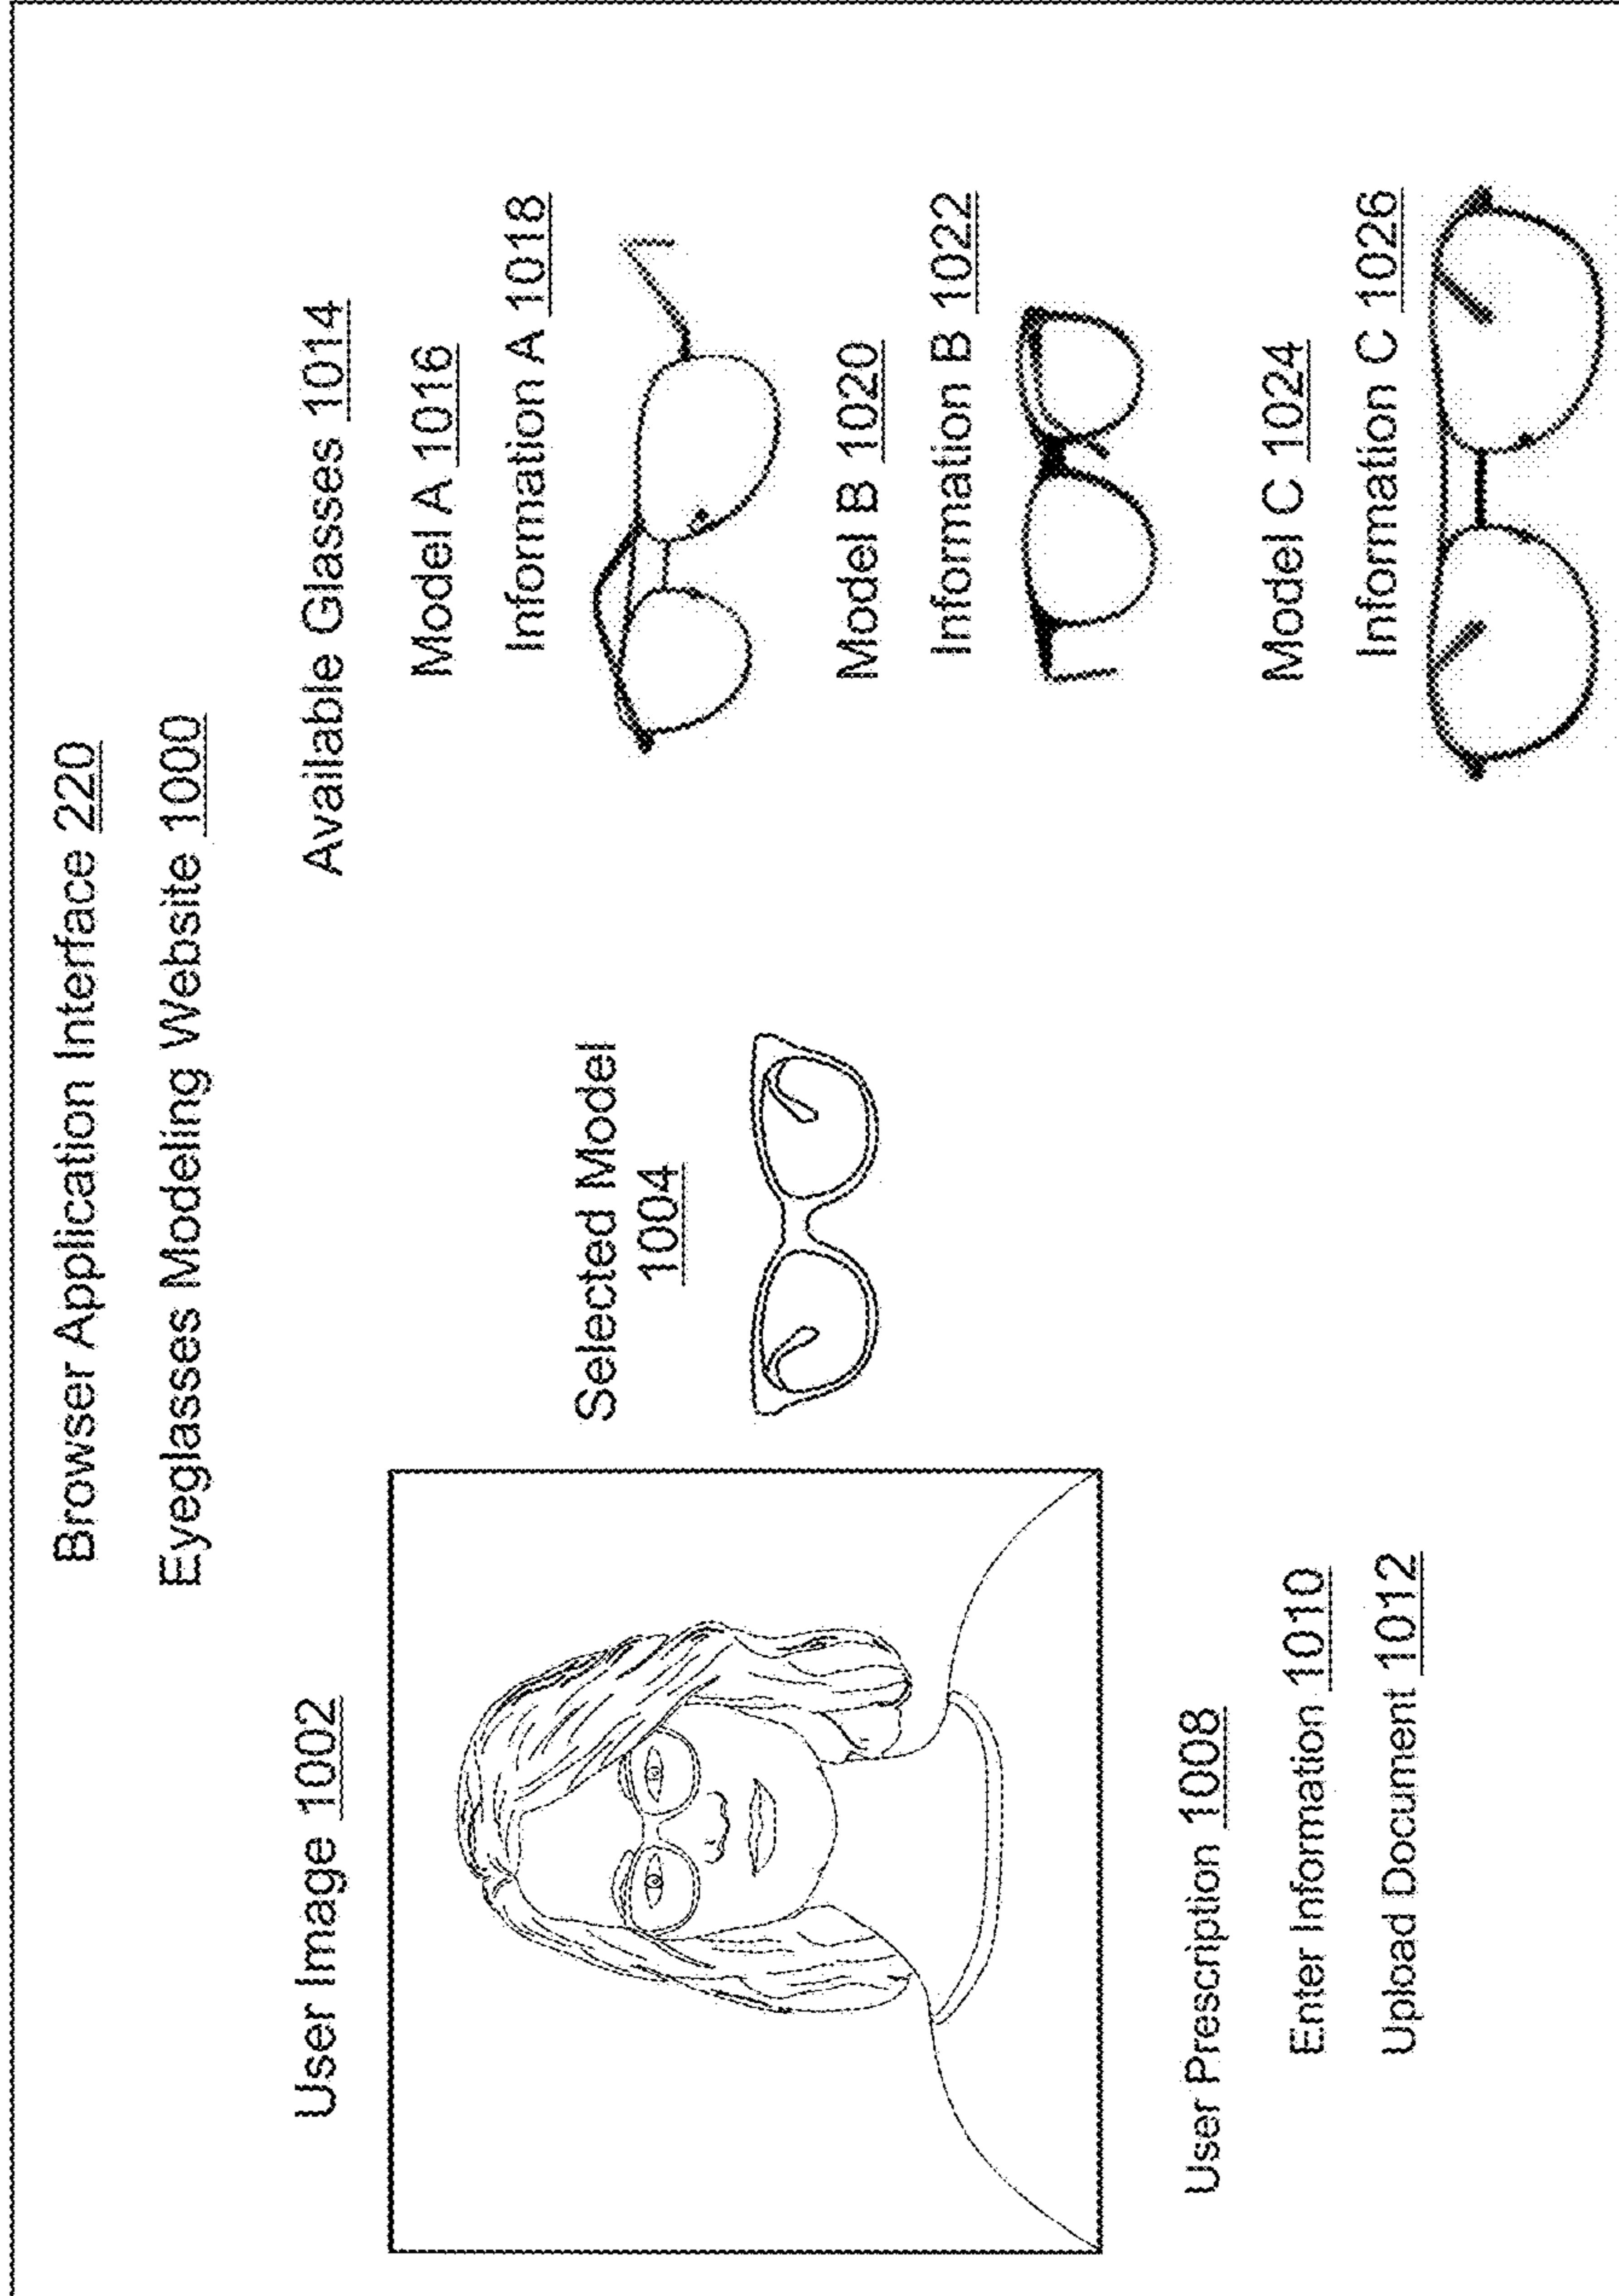 Browser Application Interface 220
Eyeglasses Modeling Website 1000
User Image 1002
Selected Model
1004
User Prescription 1008
Enter Information 1010
Upload Document 1012
Available Glasses 1014
Model A 1016
Information A 1018
Model B 1020
Information B 1022
Model C 1024
Information C 1026